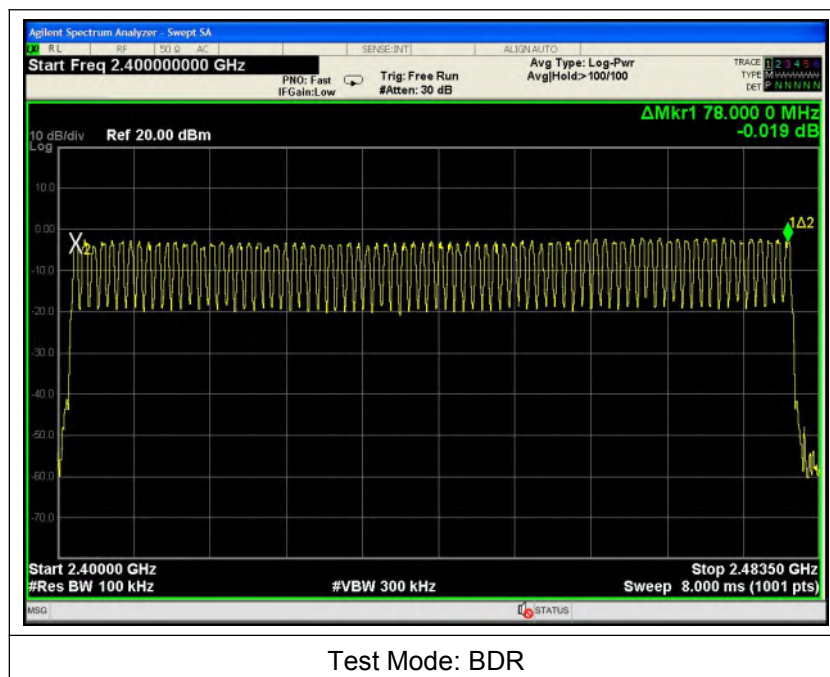 Agilent Spectrum Analyzer - Swept SA
RL RF 50 Ω AC SENSE:INT ALIGN AUTO
Start Freq 2.400000000 GHz
PNO: Fast
IFGain:Low
Trig: Free Run
#Atten: 30 dB
Avg Type: Log-Pwr
Avg|Hold:>100/100
TRACE 1 2 3 4 5 6
TYPE M
DET P N N N N N
ΔMkr1 78.000 0 MHz
-0.019 dB
10 dB/div Ref 20.00 dBm
Log
10.0
0.00
-10.0
-20.0
-30.0
-40.0
-50.0
-60.0
-70.0
X2
1Δ2
Start 2.40000 GHz Stop 2.48350 GHz
#Res BW 100 kHz #VBW 300 kHz Sweep 8.000 ms (1001 pts)
MSG STATUS
Test Mode: BDR